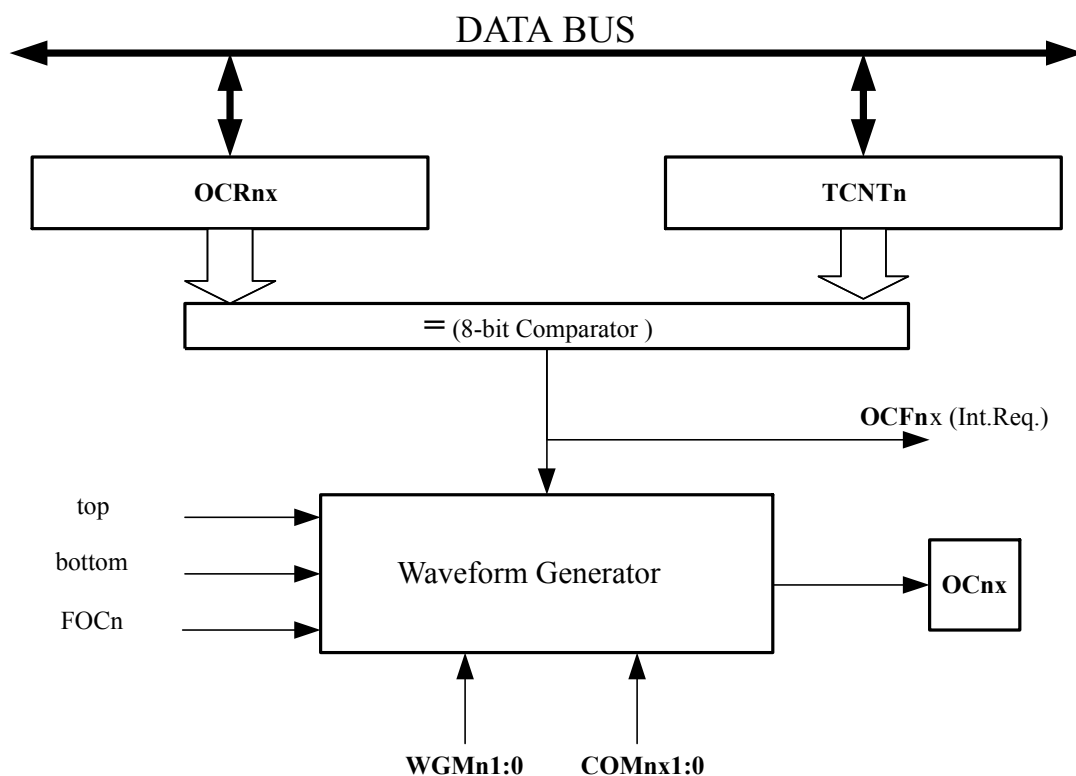 DATA BUS
OCRnx
TCNTn
= (8-bit Comparator )
OCFnx (Int.Req.)
top
bottom
FOCn
Waveform Generator
OCnx
WGMn1:0
COMnx1:0